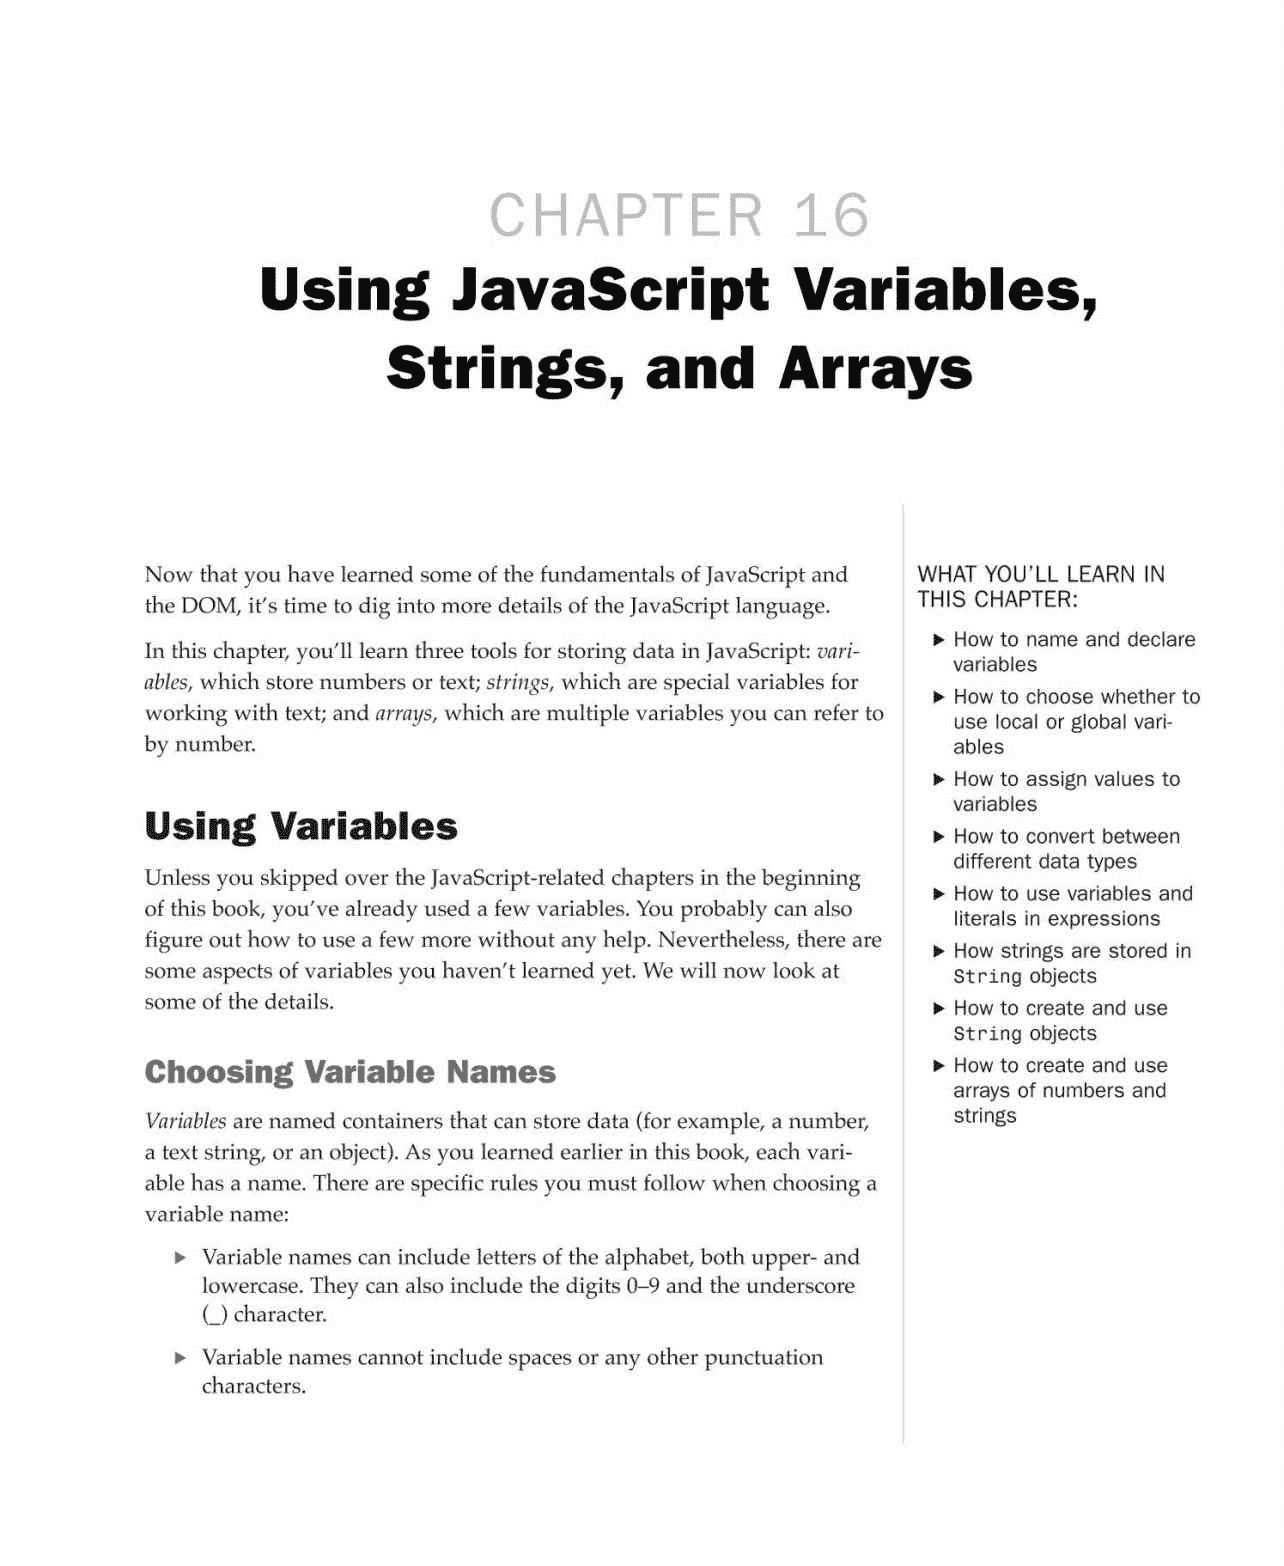 CHAPTER 16
Using JavaScript Variables,
Strings, and Arrays
Now that you have learned some of the fundamentals of JavaScript and
the DOM, it's time to dig into more details of the JavaScript language.
In this chapter, you'll learn three tools for storing data in JavaScript: vari-
ables, which store numbers or text; strings, which are special variables for
working with text; and arrays, which are multiple variables you can refer to
by number.
Using Variables
Unless you skipped over the JavaScript-related chapters in the beginning
of this book, you've already used a few variables. You probably can also
figure out how to use a few more without any help. Nevertheless, there are
some aspects of variables you haven't learned yet. We will now look at
some of the details.
Choosing Variable Names
Variables are named containers that can store data (for example, a number,
a text string, or an object). As you learned earlier in this book, each vari-
able has a name. There are specific rules you must follow when choosing a
variable name:
▶ Variable names can include letters of the alphabet, both upper- and
lowercase. They can also include the digits 0–9 and the underscore
(_) character.
▶ Variable names cannot include spaces or any other punctuation
characters.
WHAT YOU'LL LEARN IN
THIS CHAPTER:
▶ How to name and declare
variables
▶ How to choose whether to
use local or global vari-
ables
▶ How to assign values to
variables
▶ How to convert between
different data types
▶ How to use variables and
literals in expressions
▶ How strings are stored in
String objects
▶ How to create and use
String objects
▶ How to create and use
arrays of numbers and
strings